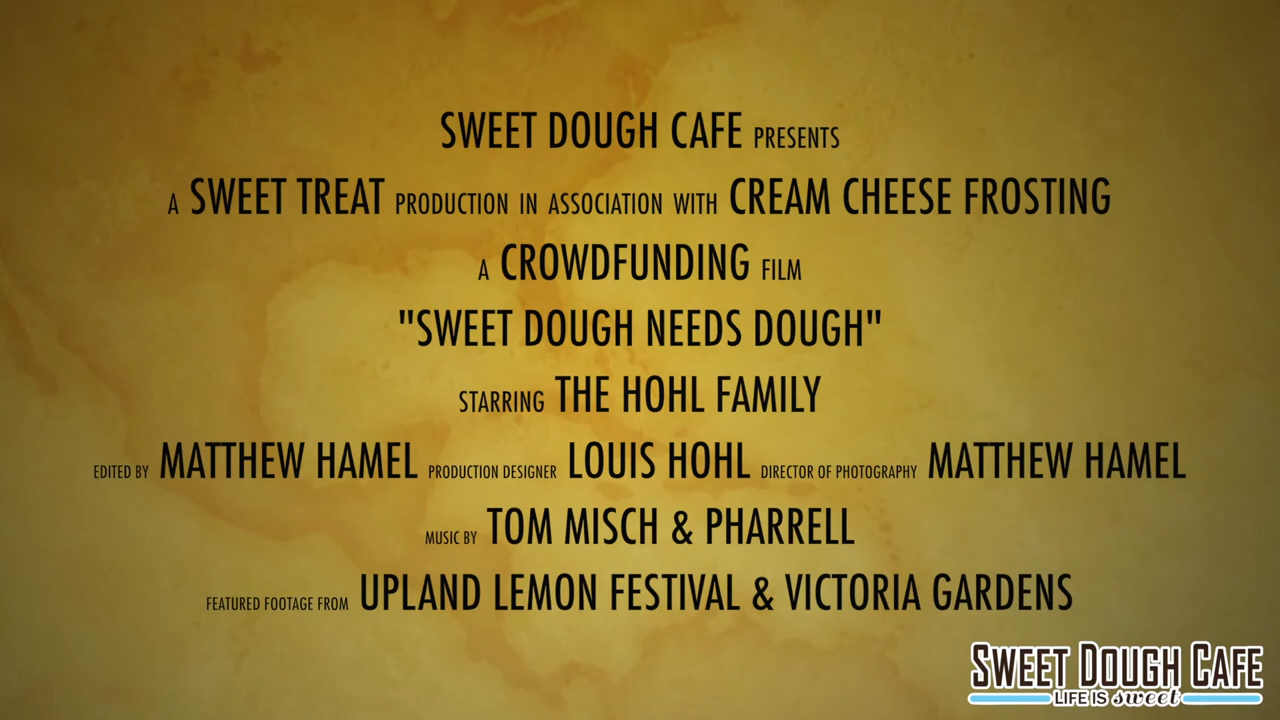 SWEET DOUGH CAFE PRESENTS
A SWEET TREAT PRODUCTION IN ASSOCIATION WITH CREAM CHEESE FROSTING
A CROWDFUNDING FILM
"SWEET DOUGH NEEDS DOUGH"
STARRING THE HOHL FAMILY
EDITED BY MATTHEW HAMEL PRODUCTION DESIGNER LOUIS HOHL DIRECTOR OF PHOTOGRAPHY MATTHEW HAMEL
MUSIC BY TOM MISCH & PHARRELL
FEATURED FOOTAGE FROM UPLAND LEMON FESTIVAL & VICTORIA GARDENS
SWEET DOUGH CAFE
LIFE IS sweet